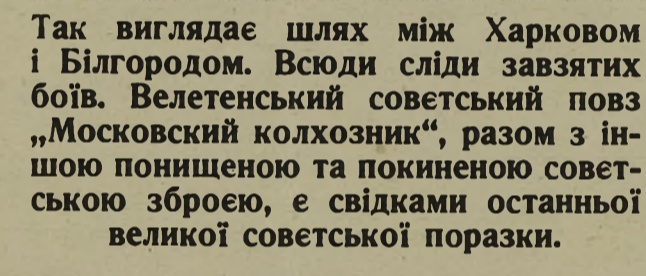 Так виглядає шлях між Харковом
і Білгородом. Всюди сліди завзятих
боїв. Велетенський совєтський повз
„Московский колхозник“, разом з ін-
шою понищеною та покиненою совєт-
ською зброєю, є свідками останньої
великої совєтської поразки.